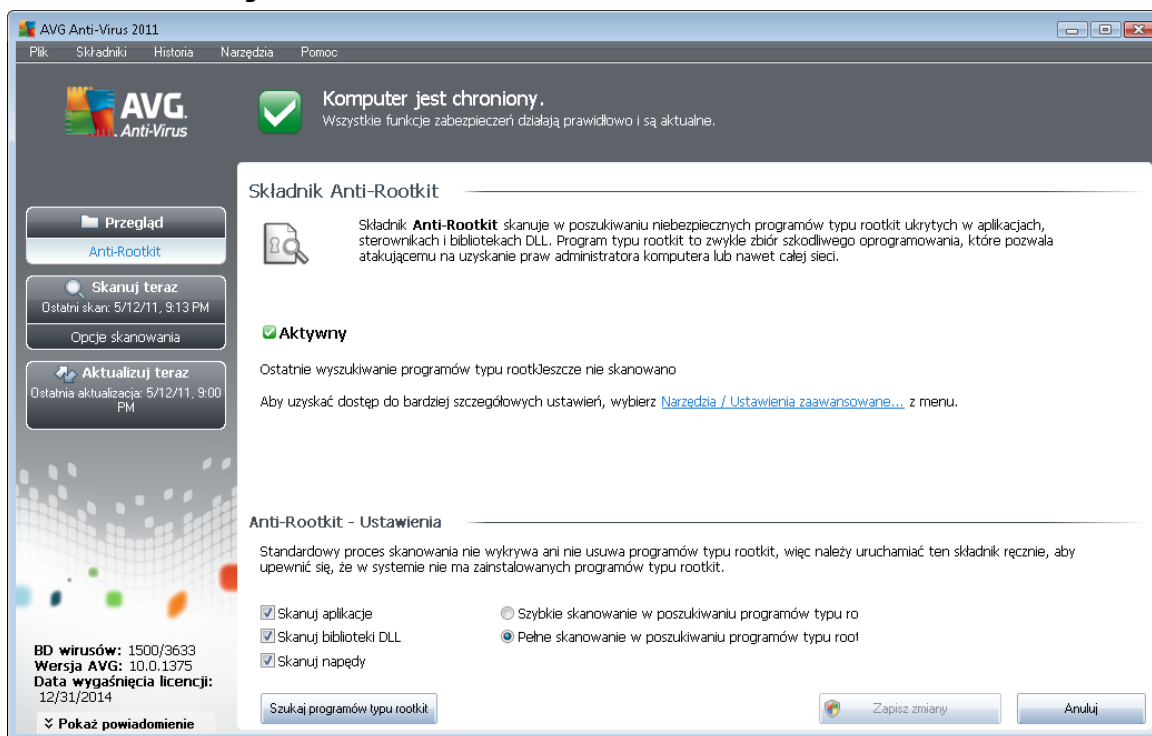 AVG Anti-Virus 2011
Plik Składniki Historia Narzędzia Pomoc
AVG.
Anti-Virus
Komputer jest chroniony.
Wszystkie funkcje zabezpieczeń działają prawidłowo i są aktualne.
Przegląd
Anti-Rootkit
Skanuj teraz
Ostatni skan: 5/12/11, 9:13 PM
Opcje skanowania
Aktualizuj teraz
Ostatnia aktualizacja: 5/12/11, 9:00
PM
BD wirusów: 1500/3633
Wersja AVG: 10.0.1375
Data wygaśnięcia licencji:
12/31/2014
Pokaż powiadomienie
Składnik Anti-Rootkit
Składnik Anti-Rootkit skanuje w poszukiwaniu niebezpiecznych programów typu rootkit ukrytych w aplikacjach,
sterownikach i bibliotekach DLL. Program typu rootkit to zwykle zbiór szkodliwego oprogramowania, które pozwala
atakującemu na uzyskanie praw administratora komputera lub nawet całej sieci.
Aktywny
Ostatnie wyszukiwanie programów typu rootkJeszcze nie skanowano
Aby uzyskać dostęp do bardziej szczegółowych ustawień, wybierz Narzędzia / Ustawienia zaawansowane... z menu.
Anti-Rootkit - Ustawienia
Standardowy proces skanowania nie wykrywa ani nie usuwa programów typu rootkit, więc należy uruchamiać ten składnik ręcznie, aby
upewnić się, że w systemie nie ma zainstalowanych programów typu rootkit.
Skanuj aplikacje
Szybkie skanowanie w poszukiwaniu programów typu ro
Skanuj biblioteki DLL
Pełne skanowanie w poszukiwaniu programów typu root
Skanuj napędy
Szukaj programów typu rootkit
Zapisz zmiany
Anuluj